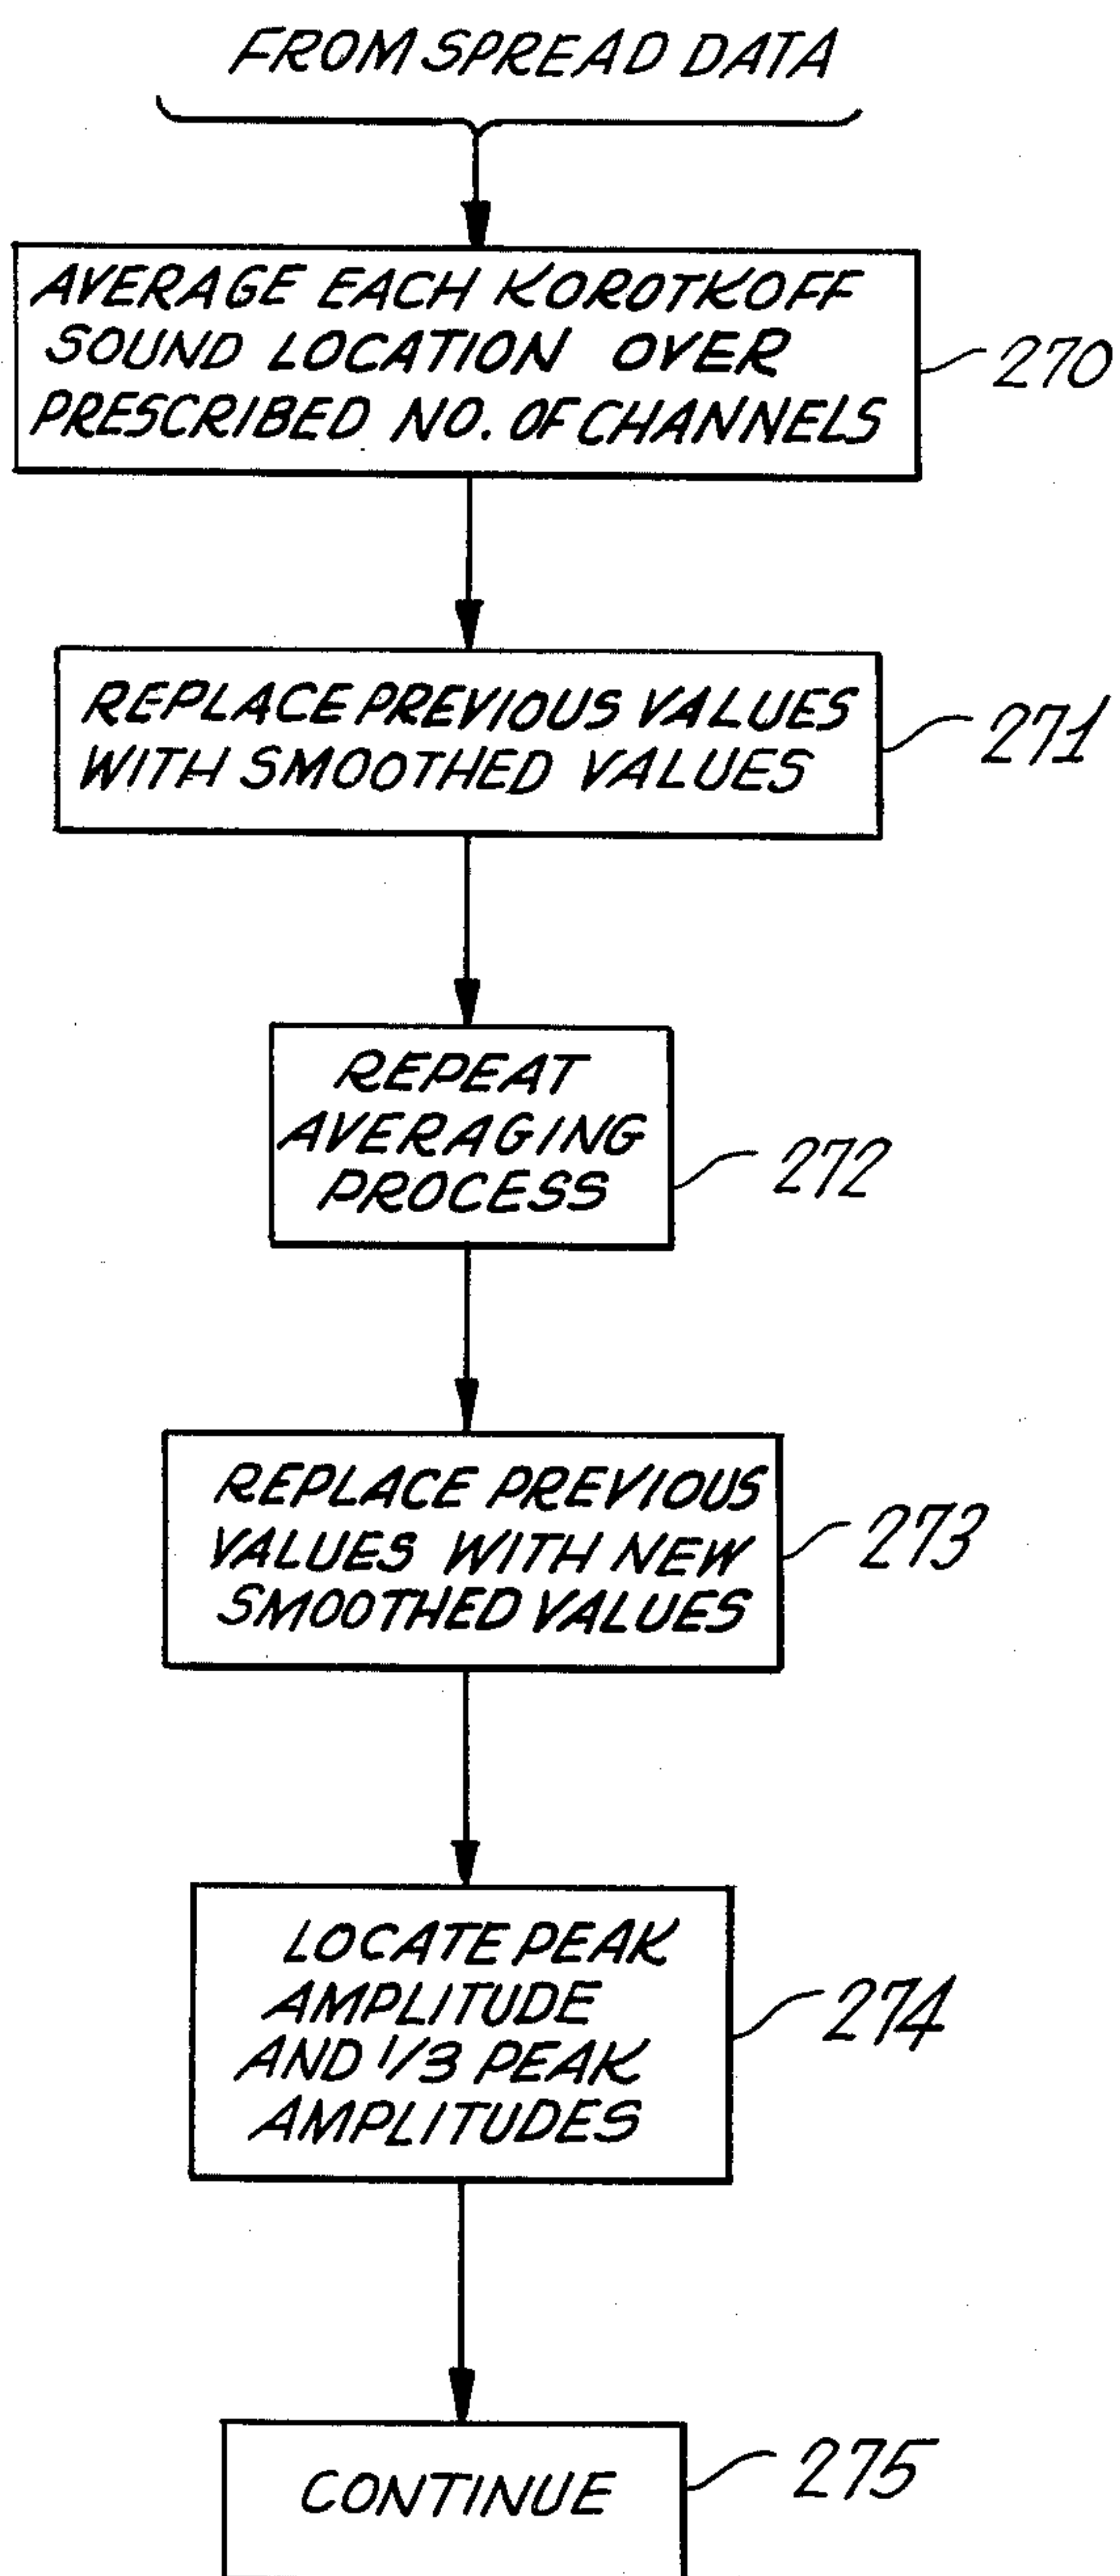 FROM SPREAD DATA
AVERAGE EACH KOROTKOFF
SOUND LOCATION OVER
PRESCRIBED NO. OF CHANNELS
270
REPLACE PREVIOUS VALUES
WITH SMOOTHED VALUES
271
REPEAT
AVERAGING
PROCESS
272
REPLACE PREVIOUS
VALUES WITH NEW
SMOOTHED VALUES
273
LOCATE PEAK
AMPLITUDE
AND 1/3 PEAK
AMPLITUDES
274
CONTINUE
275